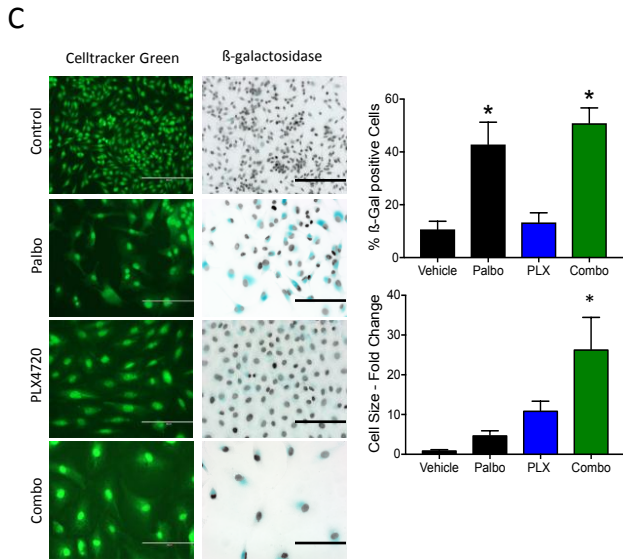 C
Celltracker Green
ß-galactosidase
Control
Palbo
PLX4720
Combo
% ß-Gal positive Cells
60
40
20
0
*
*
Vehicle Palbo PLX Combo
Cell Size - Fold Change
40
30
20
10
0
*
Vehicle Palbo PLX Combo